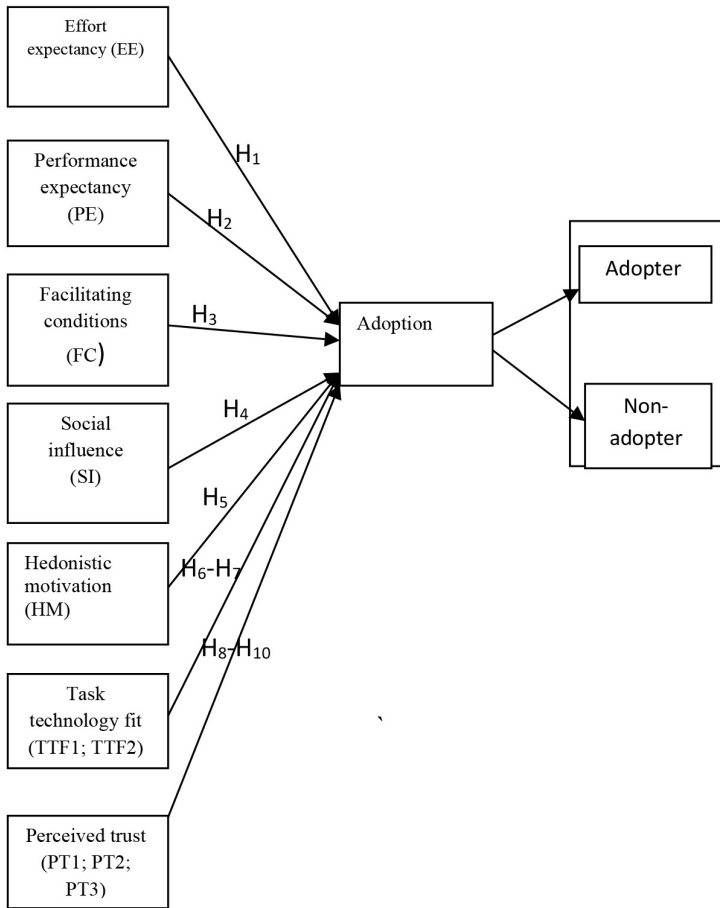 Effort
expectancy (EE)
H1
Performance
expectancy
(PE)
H2
Adopter
Facilitating
conditions
(FC)
H3
Adoption
Social
influence
(SI)
H4
Non-
adopter
H5
Hedonistic
motivation
(HM)
H6-H7
H8-H10
Task
technology fit
(TTF1; TTF2)
`
Perceived trust
(PT1; PT2;
PT3)